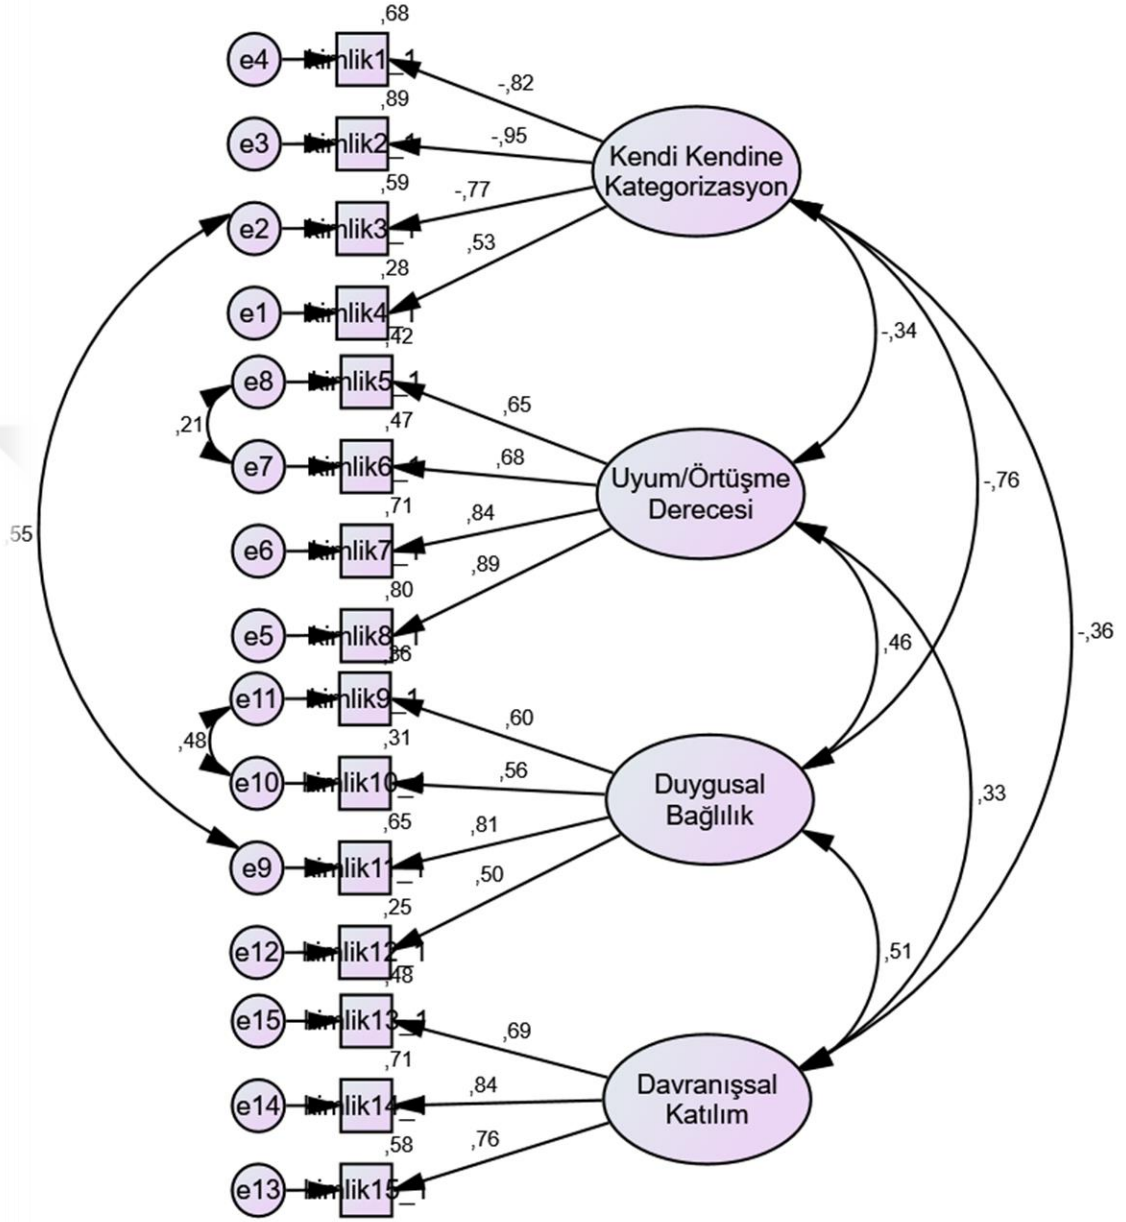 ,68
e4
kimlik1_1
-,82
,89
e3
kimlik2_1
-,95
Kendi Kendine
Kategorizasyon
,59
-,77
e2
kimlik3_1
,53
,28
e1
kimlik4_1
-,34
,42
e8
kimlik5_1
,65
,21
,47
e7
kimlik6_1
,68
Uyum/Örtüşme
Derecesi
-,76
,71
,84
,55
e6
kimlik7_1
,89
,80
e5
kimlik8_1
,46
-,36
,36
e11
kimlik9_1
,60
,48
,31
e10
kimlik10_1
,56
Duygusal
Bağlılık
,33
,65
,81
e9
kimlik11_1
,50
,25
e12
kimlik12_1
,51
,48
e15
kimlik13_1
,69
,71
e14
kimlik14_1
,84
Davranışsal
Katılım
,58
,76
e13
kimlik15_1